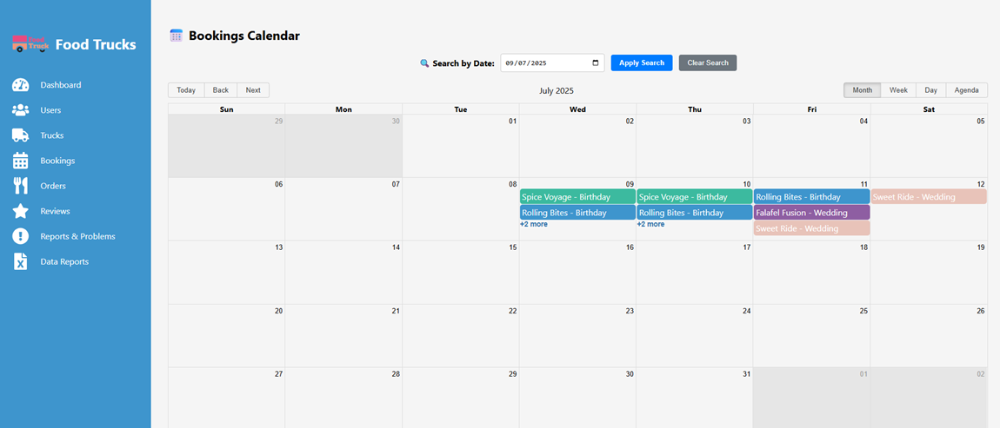 Food Truck
Food Trucks
Dashboard
Users
Trucks
Bookings
Orders
Reviews
Reports & Problems
Data Reports
Bookings Calendar
Search by Date: 09/07/2025 Apply Search Clear Search
Today Back Next July 2025 Month Week Day Agenda
Sun Mon Tue Wed Thu Fri Sat
29 30 01 02 03 04 05
06 07 08 09 10 11 12
Spice Voyage - Birthday Spice Voyage - Birthday Rolling Bites - Birthday Sweet Ride - Wedding
Rolling Bites - Birthday Rolling Bites - Birthday Falafel Fusion - Wedding
+2 more +2 more Sweet Ride - Wedding
13 14 15 16 17 18 19
20 21 22 23 24 25 26
27 28 29 30 31 01 02